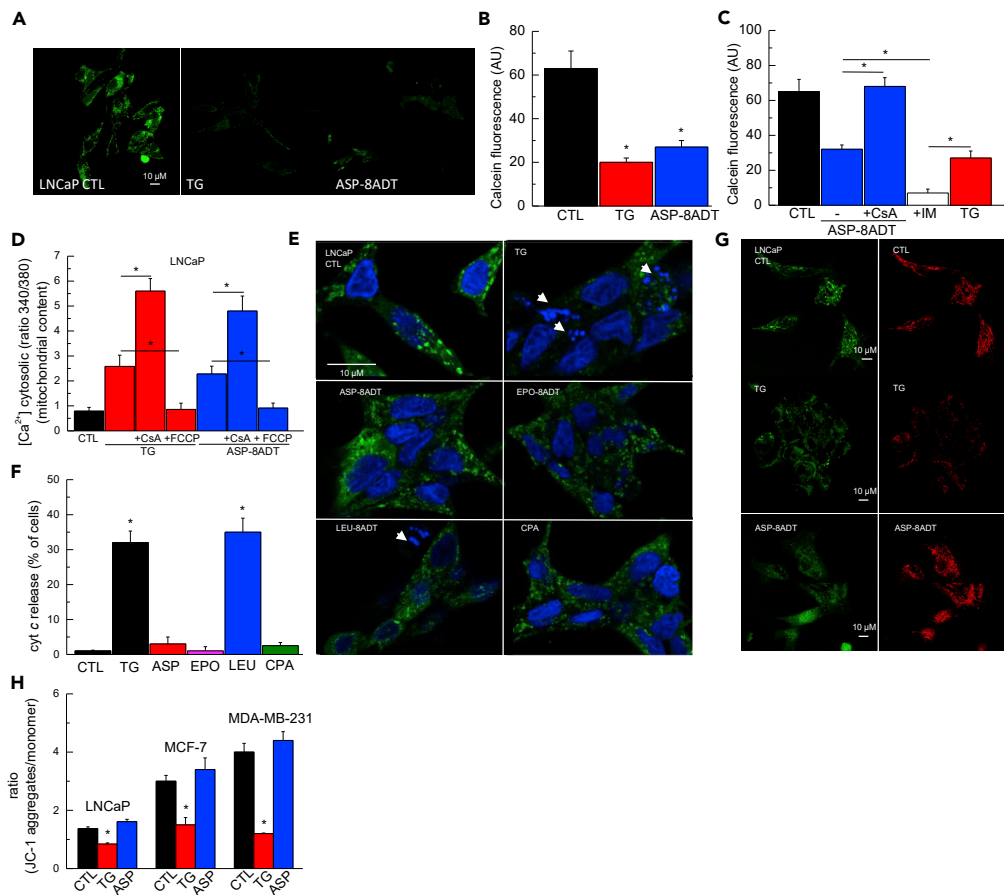 A
LNCaP CTL
10 µM
TG
ASP-8ADT
B
Calcein fluorescence (AU)
80
60
40
20
0
*
*
CTL
TG
ASP-8ADT
C
Calcein fluorescence (AU)
100
80
60
40
20
0
*
*
*
CTL
-
+CsA
+IM
TG
ASP-8ADT
D
[Ca2+] cytosolic (ratio 340/380)
(mitochondrial content)
7
6
5
4
3
2
1
0
LNCaP
*
*
*
*
CTL
+CsA +FCCP
+CsA + FCCP
TG
ASP-8ADT
E
LNCaP
CTL
10 µM
TG
ASP-8ADT
EPO-8ADT
LEU-8ADT
CPA
F
cyt c release (% of cells)
50
40
30
20
10
0
*
*
CTL
TG
ASP
EPO
LEU
CPA
G
LNCaP
CTL
10 µM
CTL
10 µM
TG
10 µM
TG
10 µM
ASP-8ADT
10 µM
ASP-8ADT
10 µM
H
ratio
(JC-1 aggregates/monomer)
6
4
2
0
LNCaP
MCF-7
MDA-MB-231
*
*
*
CTL
TG
ASP
CTL
TG
ASP
CTL
TG
ASP